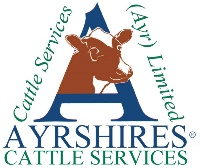 Cattle Services
(Ayr) Limited
A
AYRSHIRES®
CATTLE SERVICES